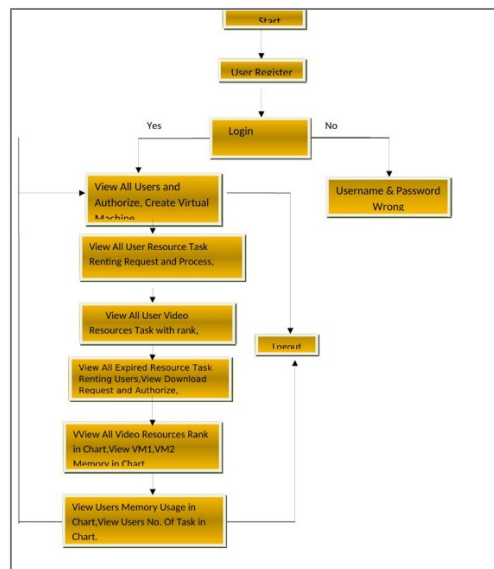 Start
User Register
Yes
No
Login
View All Users and
Authorize, Create Virtual
Machine
Username & Password
Wrong
View All User Resource Task
Renting Request and Process,
View All User Video
Resources Task with rank,
Logout
View All Expired Resource Task
Renting Users,View Download
Request and Authorize,
VView All Video Resources Rank
in Chart,View VM1,VM2
Memory in Chart
View Users Memory Usage in
Chart,View Users No. Of Task in
Chart.